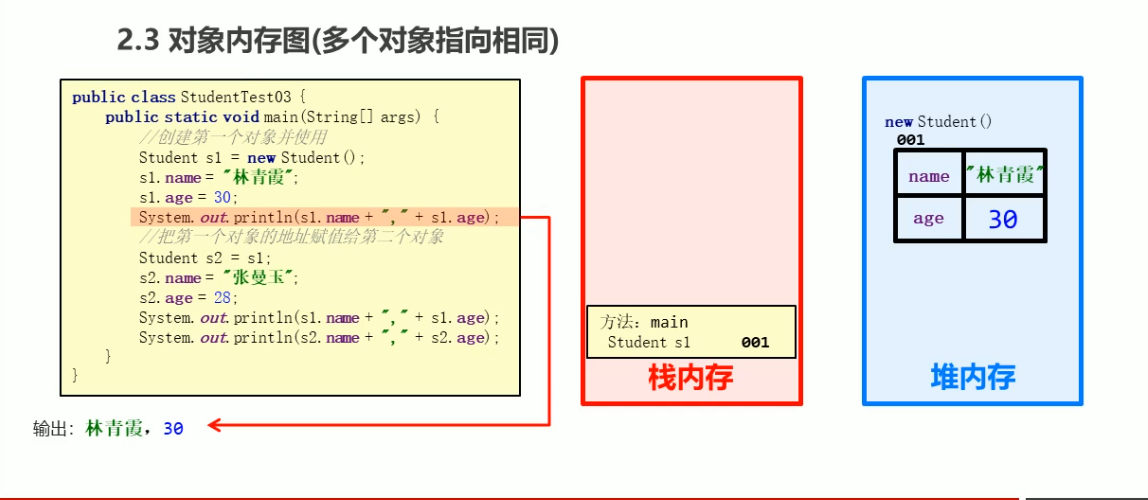 2.3 对象内存图(多个对象指向相同)
public class StudentTest03 {
public static void main(String[] args) {
//创建第一个对象并使用
Student s1 = new Student();
s1.name = "林青霞";
s1.age = 30;
System.out.println(s1.name + "," + s1.age);
//把第一个对象的地址赋值给第二个对象
Student s2 = s1;
s2.name = "张曼玉";
s2.age = 28;
System.out.println(s1.name + "," + s1.age);
System.out.println(s2.name + "," + s2.age);
}
}
输出：林青霞，30
方法：main
Student s1 001
栈内存
new Student()
001
name "林青霞"
age 30
堆内存